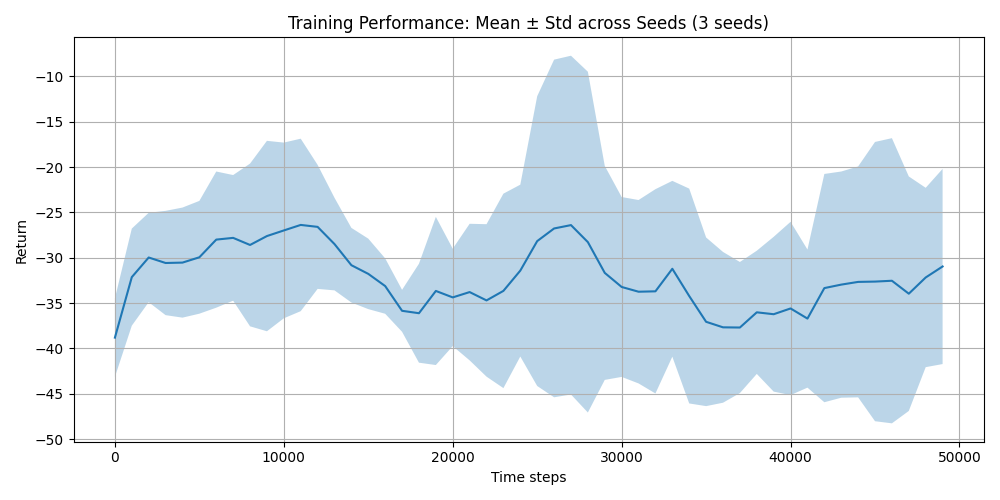 Training Performance: Mean ± Std across Seeds (3 seeds)
−10
−15
−20
−25
−30
−35
−40
−45
−50
Return
0 10000 20000 30000 40000 50000
Time steps